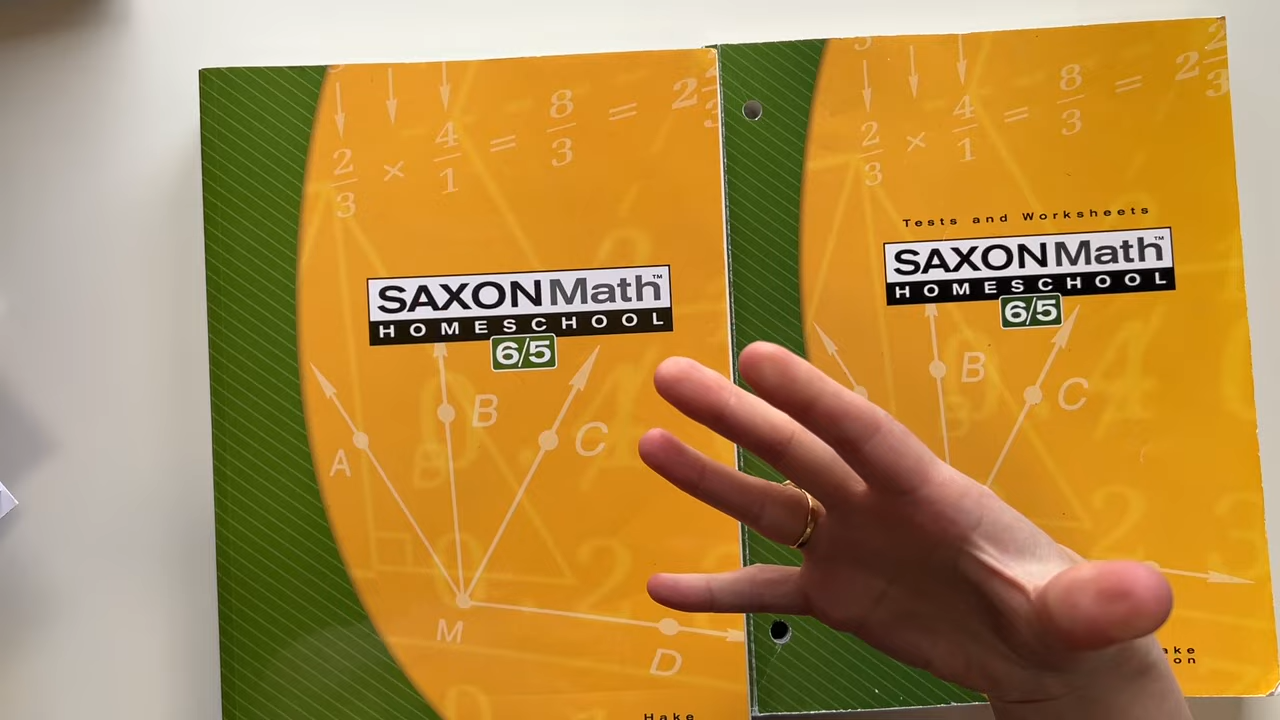 2/3 × 4/1 = 8/3 = 2 2/3
SAXON Math™
HOMESCHOOL
6/5
A
B
C
M
D
Hake
2/3 × 4/1 = 8/3 = 2 2/3
Tests and Worksheets
SAXON Math™
HOMESCHOOL
6/5
B
C